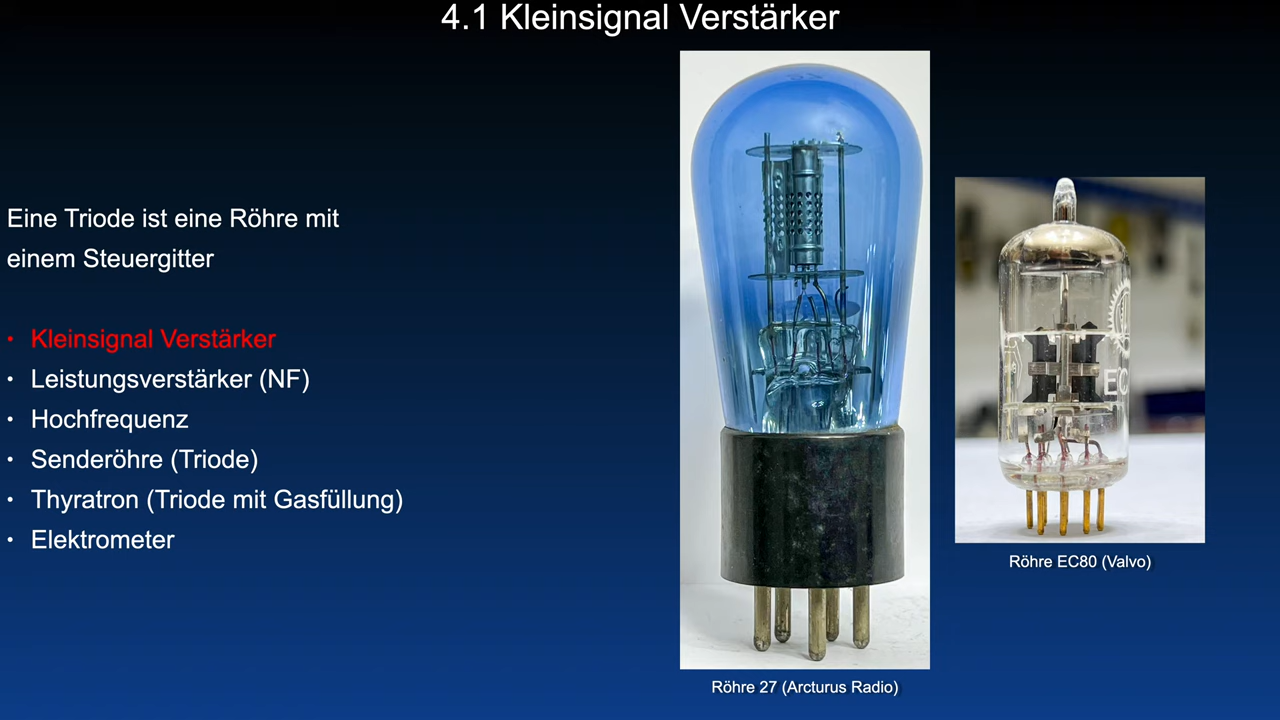 4.1 Kleinsignal Verstärker
Eine Triode ist eine Röhre mit
einem Steuergitter
• Kleinsignal Verstärker
• Leistungsverstärker (NF)
• Hochfrequenz
• Senderöhre (Triode)
• Thyratron (Triode mit Gasfüllung)
• Elektrometer
EC
Röhre EC80 (Valvo)
Röhre 27 (Arcturus Radio)